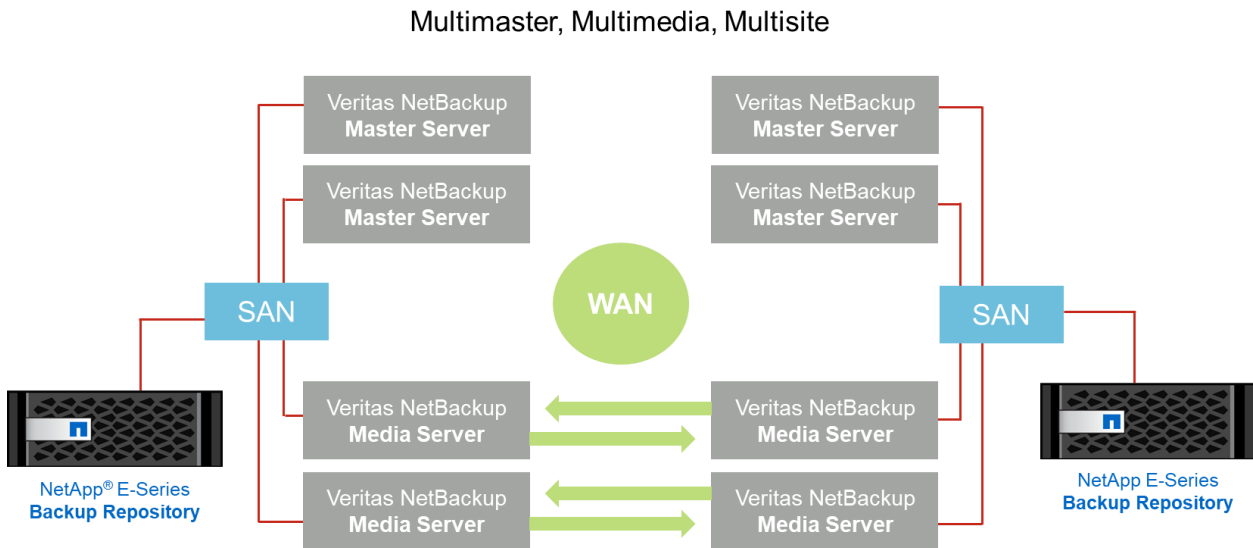 Multimaster, Multimedia, Multisite
Veritas NetBackup
Master Server
Veritas NetBackup
Master Server
Veritas NetBackup
Master Server
Veritas NetBackup
Master Server
SAN
WAN
SAN
Veritas NetBackup
Media Server
Veritas NetBackup
Media Server
NetApp® E-Series
Backup Repository
NetApp E-Series
Backup Repository
Veritas NetBackup
Media Server
Veritas NetBackup
Media Server